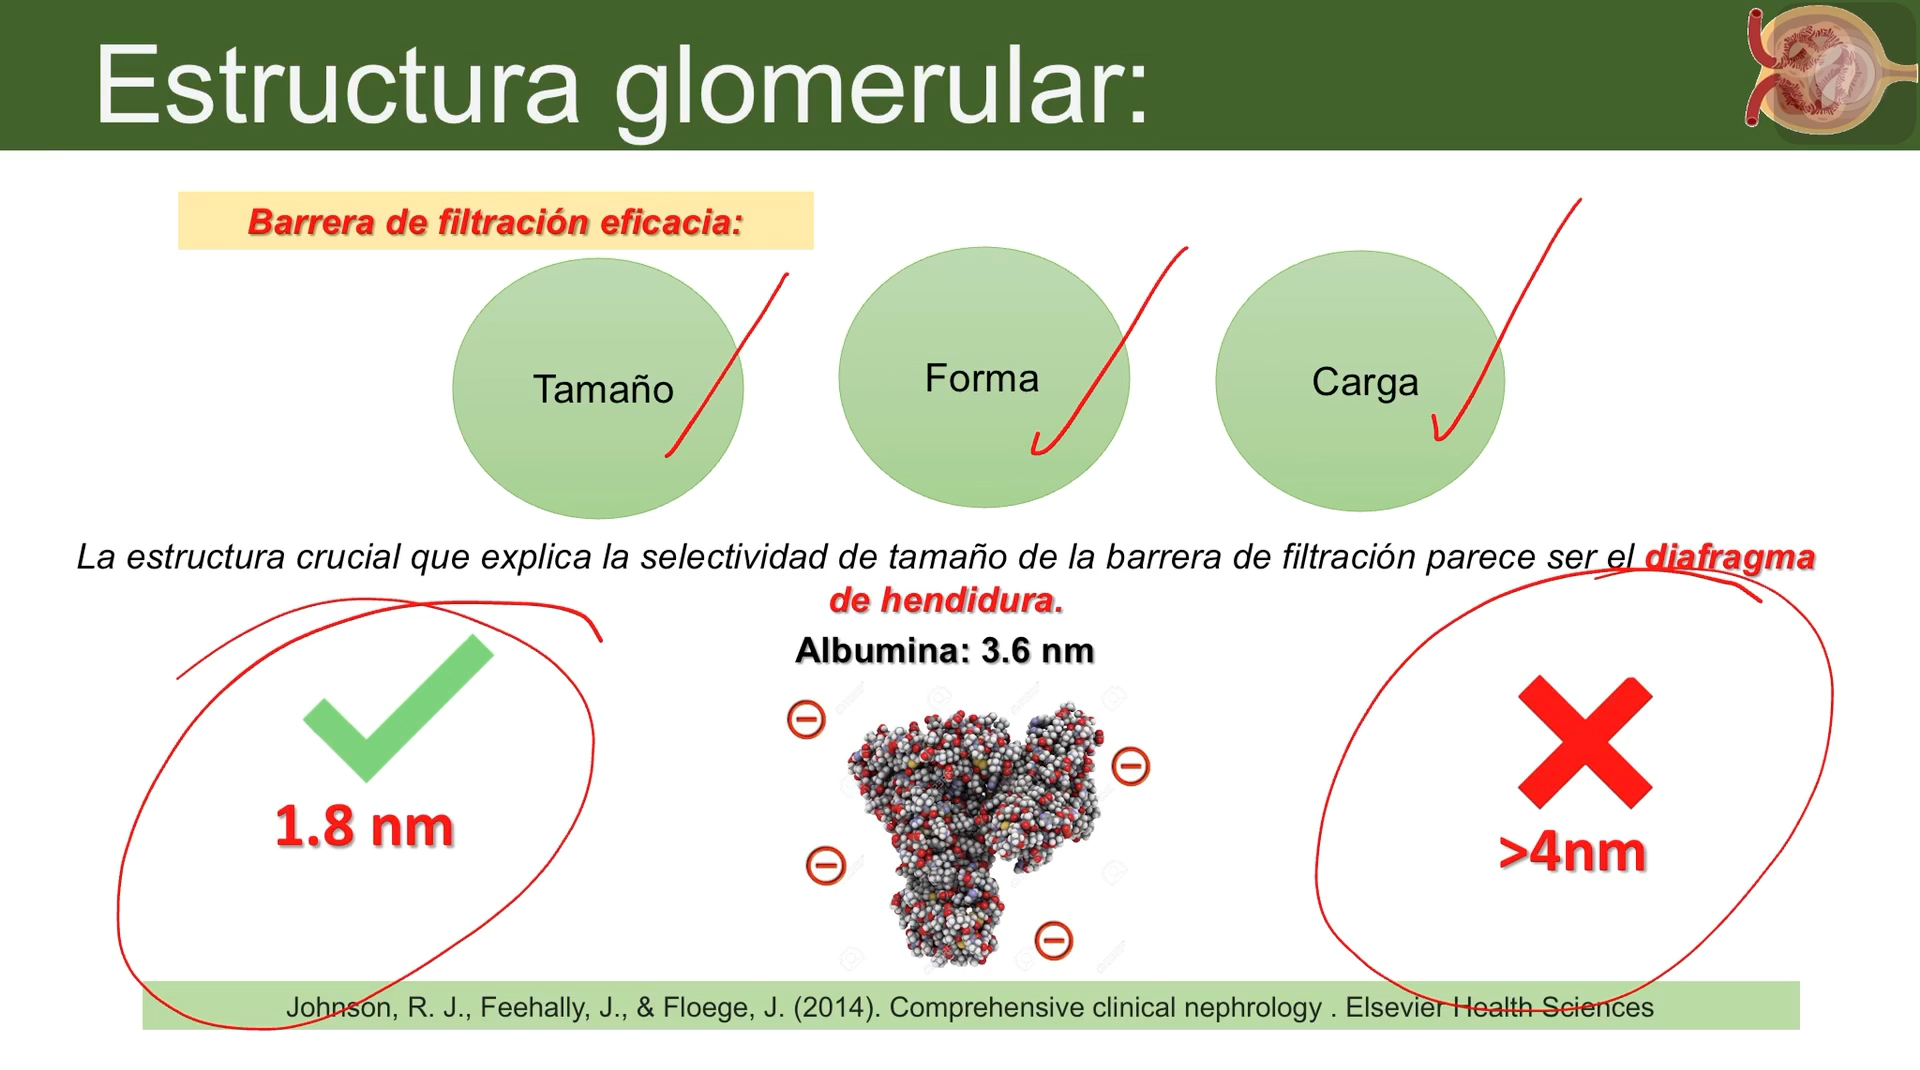 Estructura glomerular:
Barrera de filtración eficacia:
Tamaño
Forma
Carga
La estructura crucial que explica la selectividad de tamaño de la barrera de filtración parece ser el diafragma
de hendidura.
Albumina: 3.6 nm
1.8 nm
>4nm
Johnson, R. J., Feehally, J., & Floege, J. (2014). Comprehensive clinical nephrology . Elsevier Health Sciences